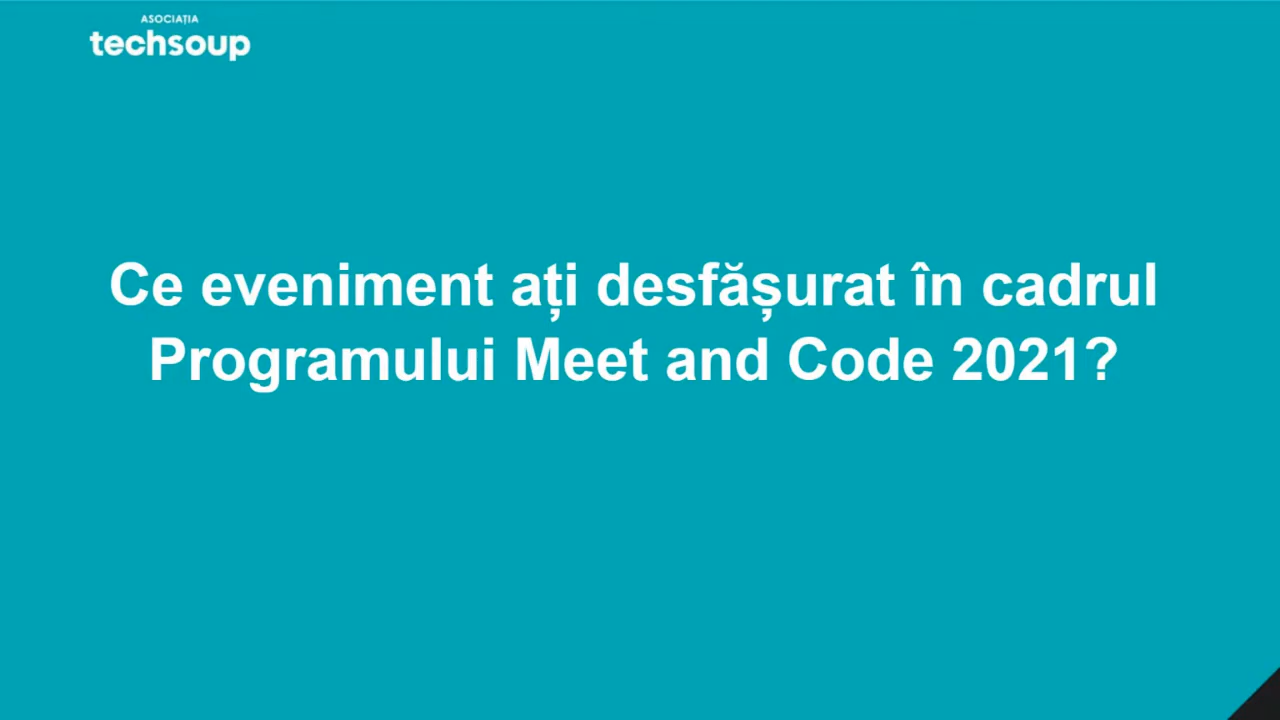 ASOCIAȚIA
techsoup
Ce eveniment ați desfășurat în cadrul
Programului Meet and Code 2021?